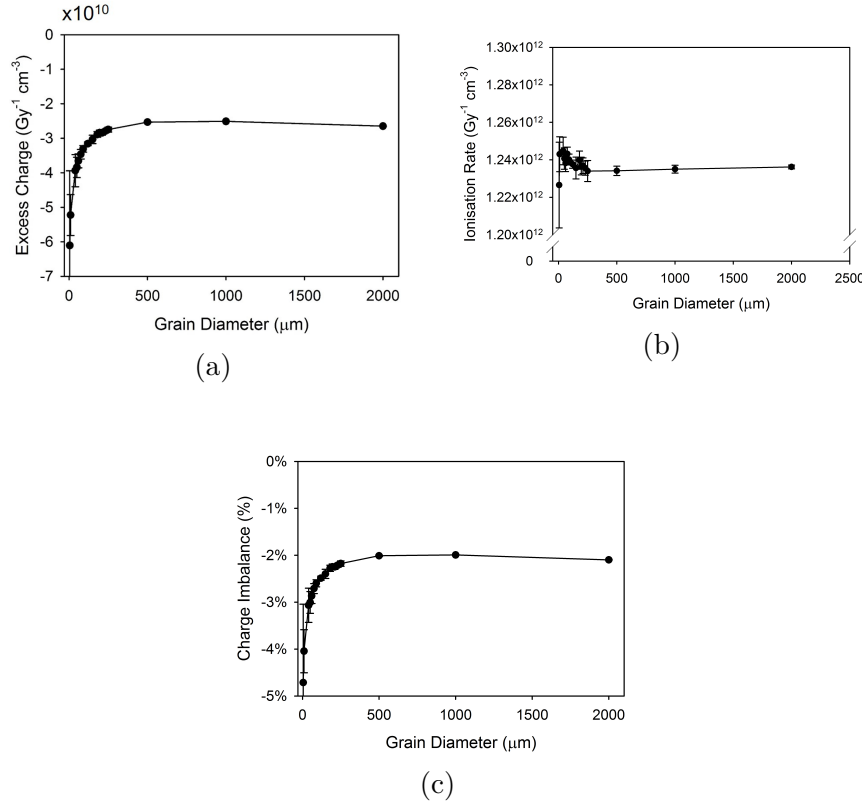 x10¹⁰
0
-1
-2
-3
-4
-5
-6
-7
Excess Charge (Gy⁻¹ cm⁻³)
0 500 1000 1500 2000
Grain Diameter (μm)
(a)
1.30x10¹²
1.28x10¹²
1.26x10¹²
1.24x10¹²
1.22x10¹²
1.20x10¹²
0
Ionisation Rate (Gy⁻¹ cm⁻³)
0 500 1000 1500 2000 2500
Grain Diameter (μm)
(b)
0%
-1%
-2%
-3%
-4%
-5%
Charge Imbalance (%)
0 500 1000 1500 2000
Grain Diameter (μm)
(c)